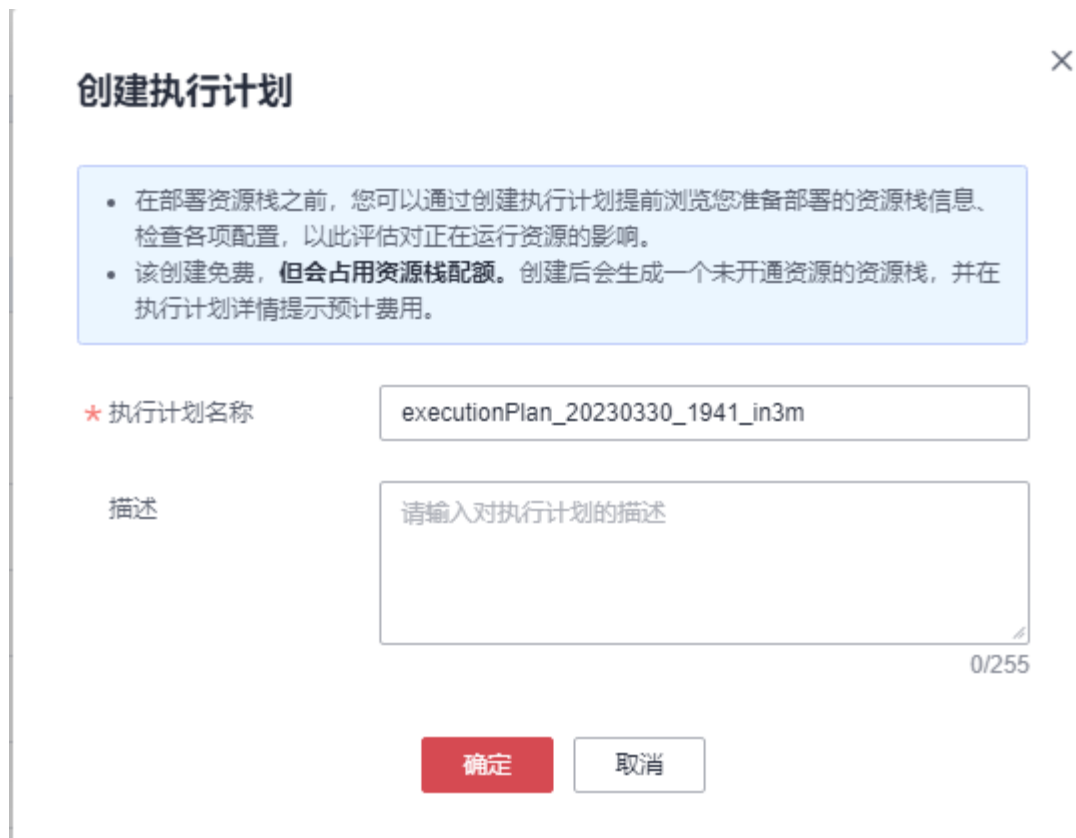 创建执行计划
在部署资源栈之前，您可以通过创建执行计划提前浏览您准备部署的资源栈信息、
检查各项配置，以此评估对正在运行资源的影响。
该创建免费，但会占用资源栈配额。创建后会生成一个未开通资源的资源栈，并在
执行计划详情提示预计费用。
* 执行计划名称 executionPlan_20230330_1941_in3m
描述 请输入对执行计划的描述
0/255
确定 取消